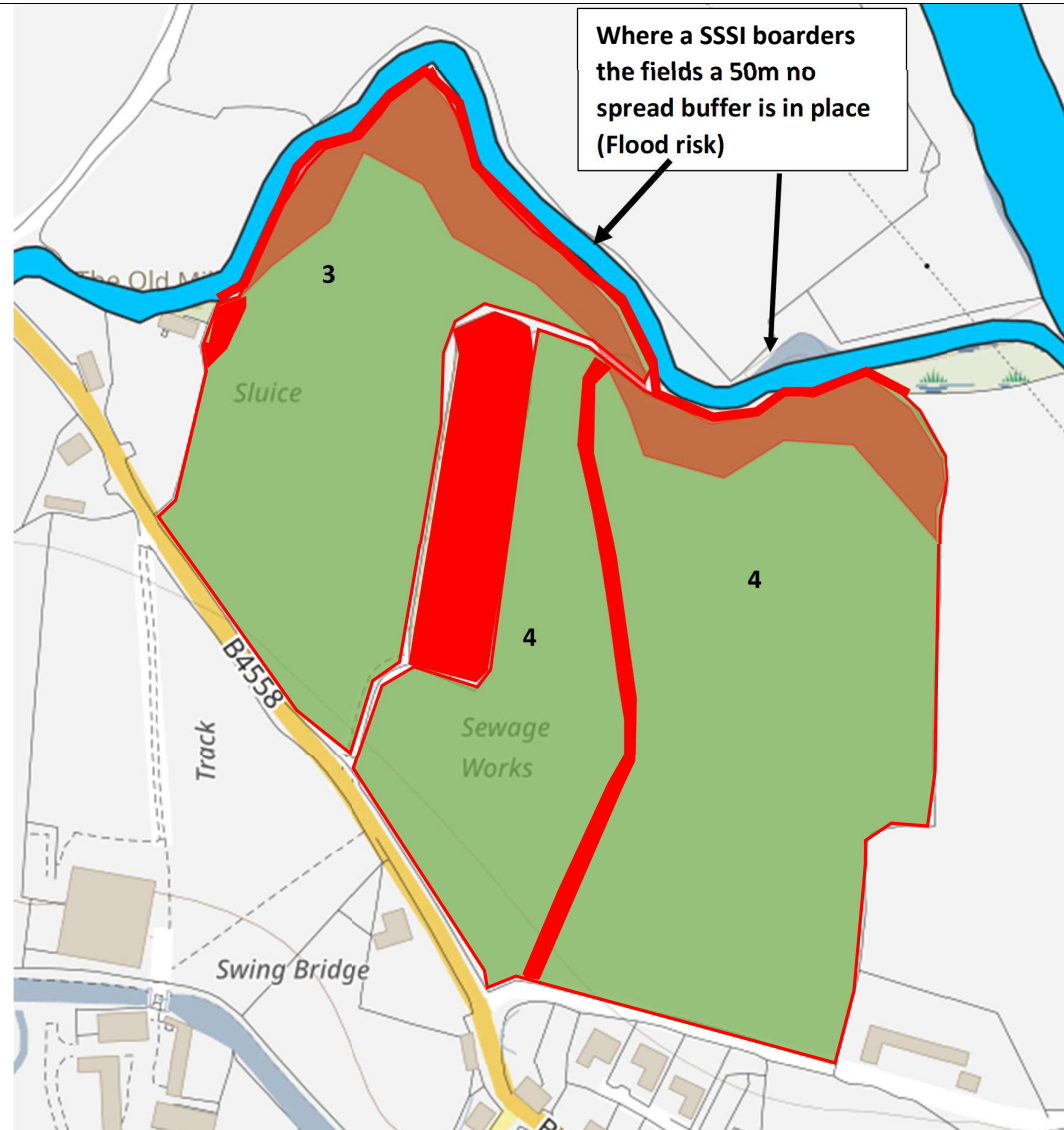 Where a SSSI boarders
the fields a 50m no
spread buffer is in place
(Flood risk)
The Old Mil
3
Sluice
4
4
B4558
Sewage
Works
Track
Swing Bridge